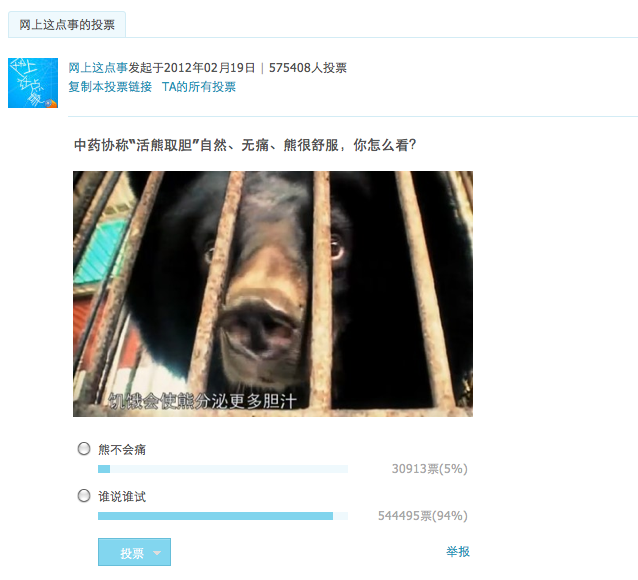 网上这点事的投票
网上这点事发起于2012年02月19日 | 575408人投票
复制本投票链接 TA的所有投票
中药协称“活熊取胆”自然、无痛、熊很舒服，你怎么看？
饥饿会使熊分泌更多胆汁
熊不会痛
30913票(5%)
谁说谁试
544495票(94%)
投票
举报